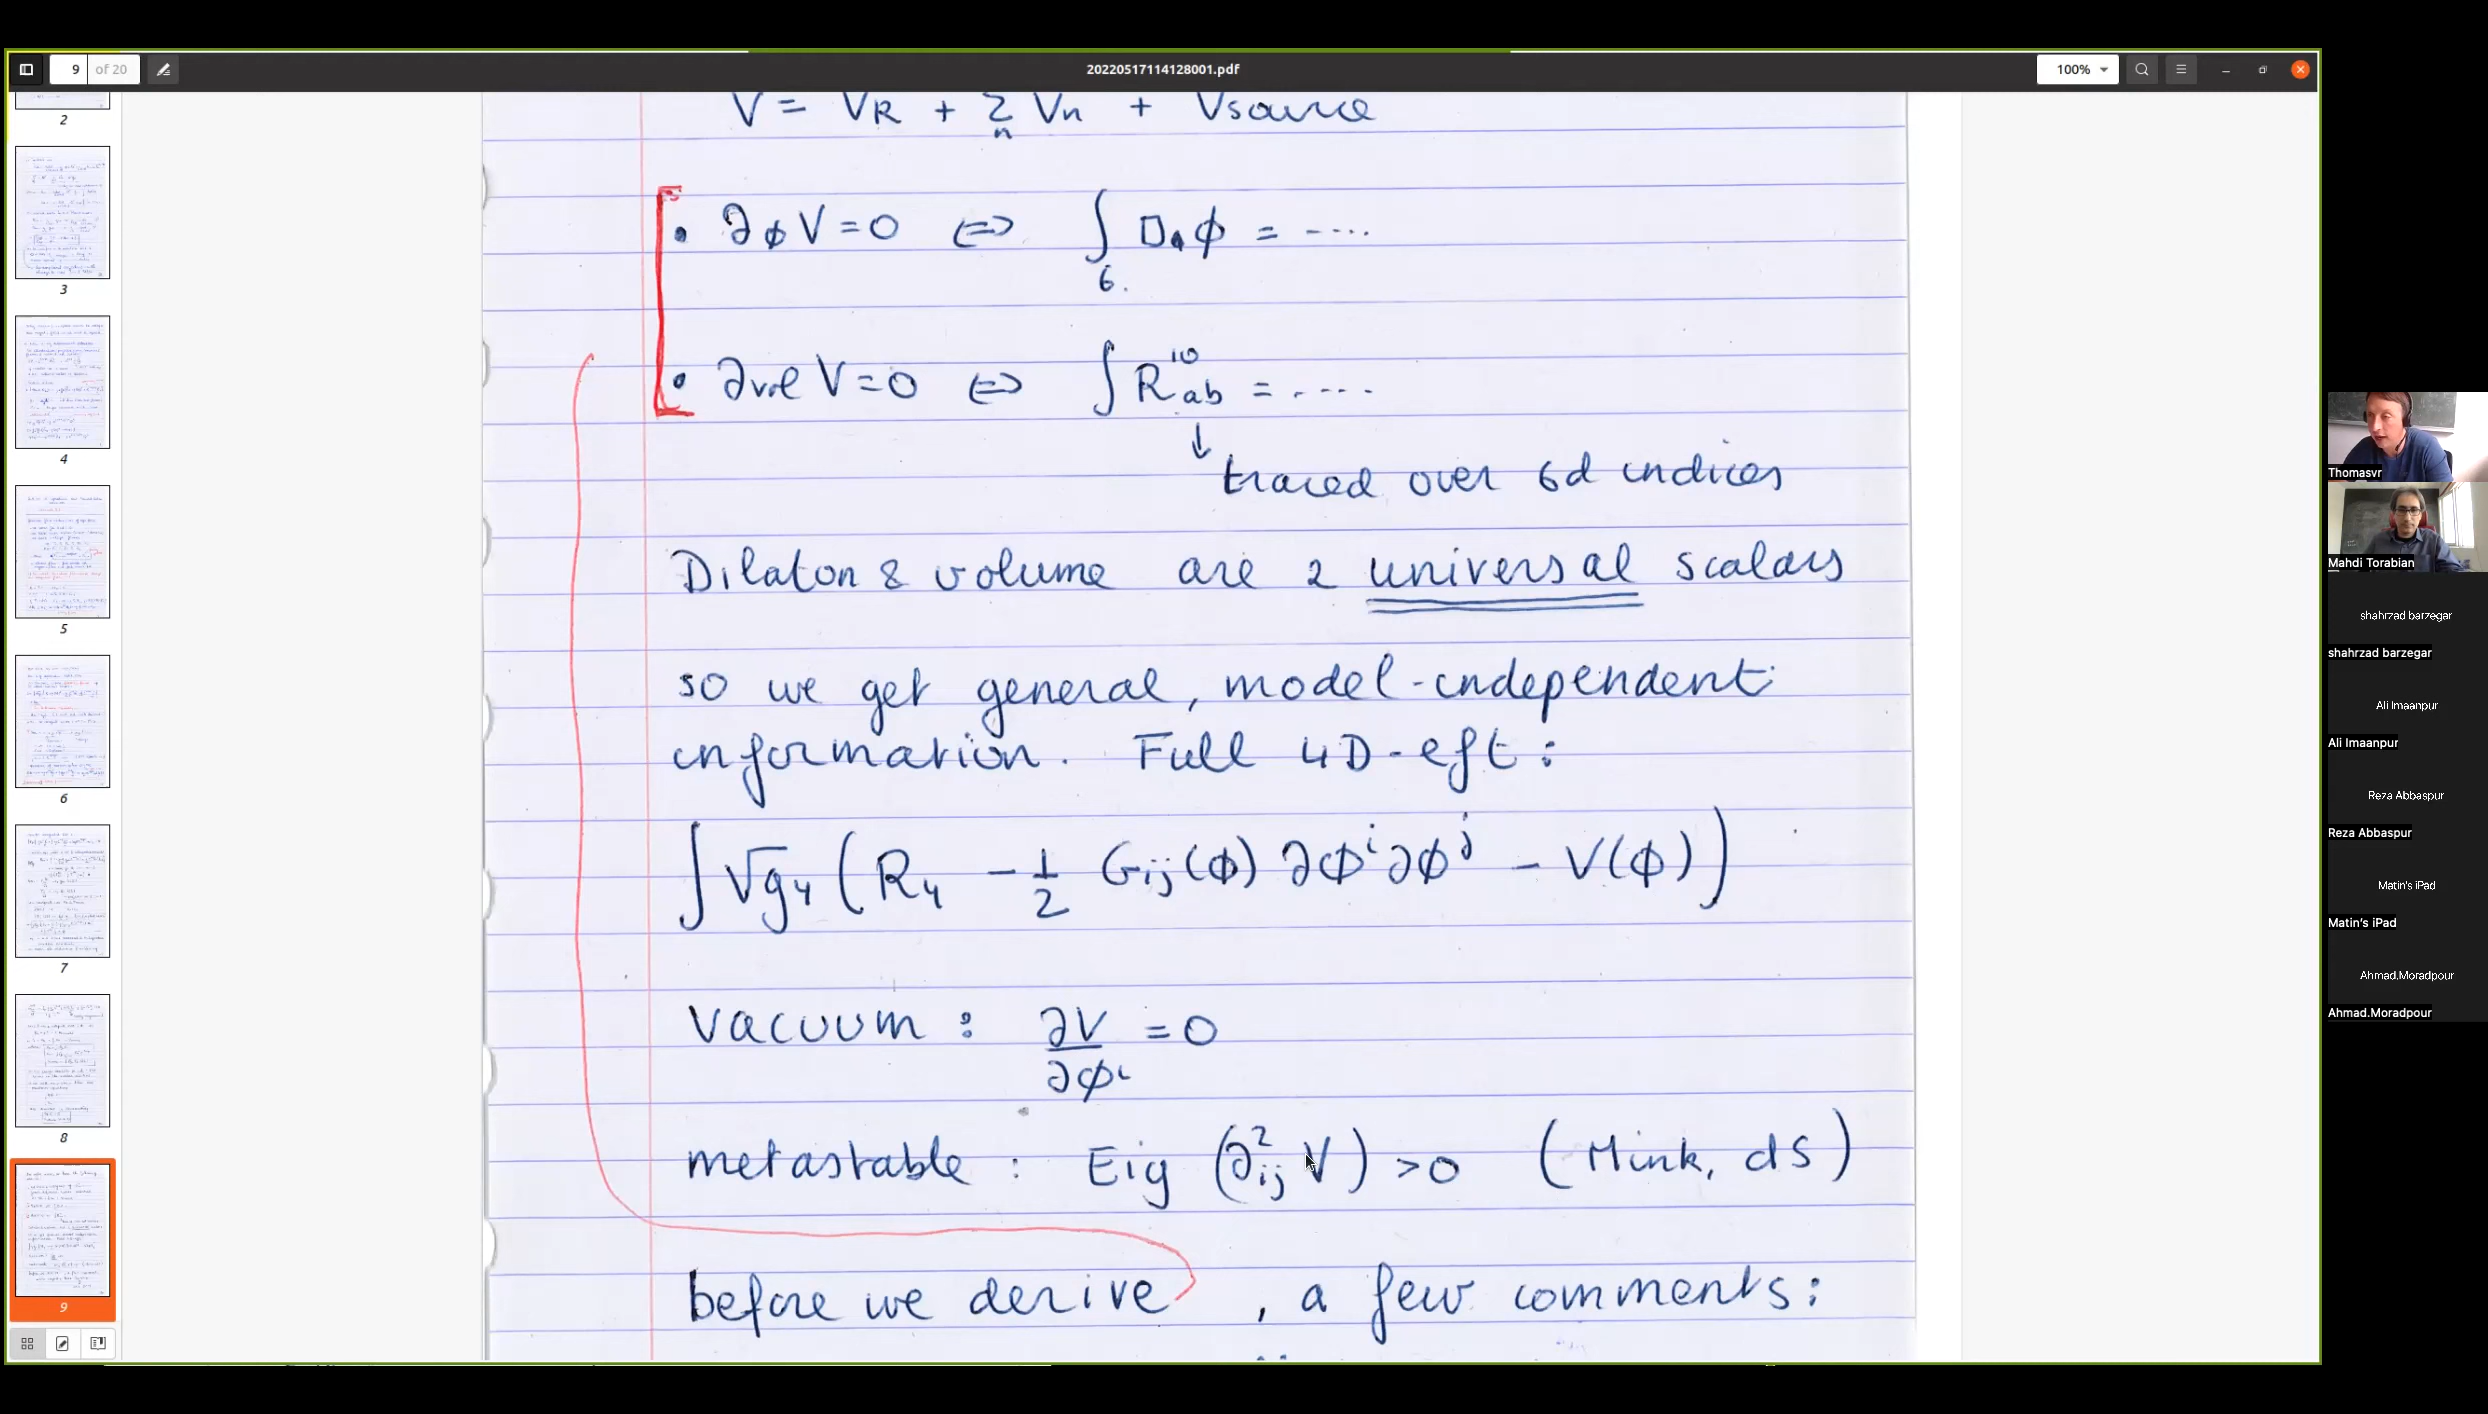 9 of 20
20220517114128001.pdf
100%
2
3
4
5
6
7
8
9
V = V_R + Σ_n V_n + V source
• ∂_φ V = 0 ⇔ ∫_6 □ φ = ----
• ∂vol V = 0 ⇔ ∫ R^{10}_{ab} = ----
↓
traced over 6d indices
Dilaton & volume are 2 universal scalars
so we get general, model-independent
information. Full 4D-eft:
∫ √g_4 ( R_4 - 1/2 G_ij(φ) ∂φ^i ∂φ^j - V(φ) )
Vacuum : ∂V/∂φ^i = 0
metastable : Eig (∂²_ij V) > 0 ( Mink, dS )
before we derive , a few comments:
Thomasvr
Mahdi Torabian
shahrzad barzegar
shahrzad barzegar
Ali Imaanpur
Ali Imaanpur
Reza Abbaspur
Reza Abbaspur
Matin's iPad
Matin's iPad
Ahmad.Moradpour
Ahmad.Moradpour